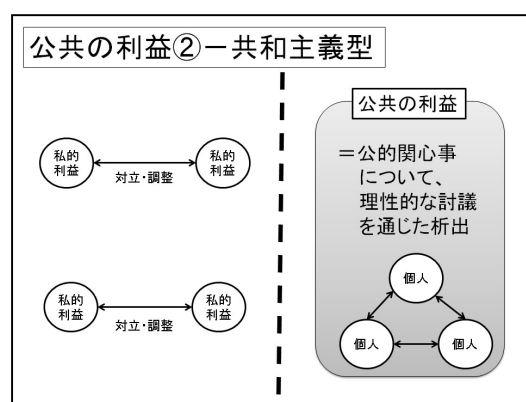 公共の利益②－共和主義型
私的
利益
私的
利益
対立・調整
私的
利益
私的
利益
対立・調整
公共の利益
＝公的関心事
について、
理性的な討議
を通じた析出
個人
個人
個人